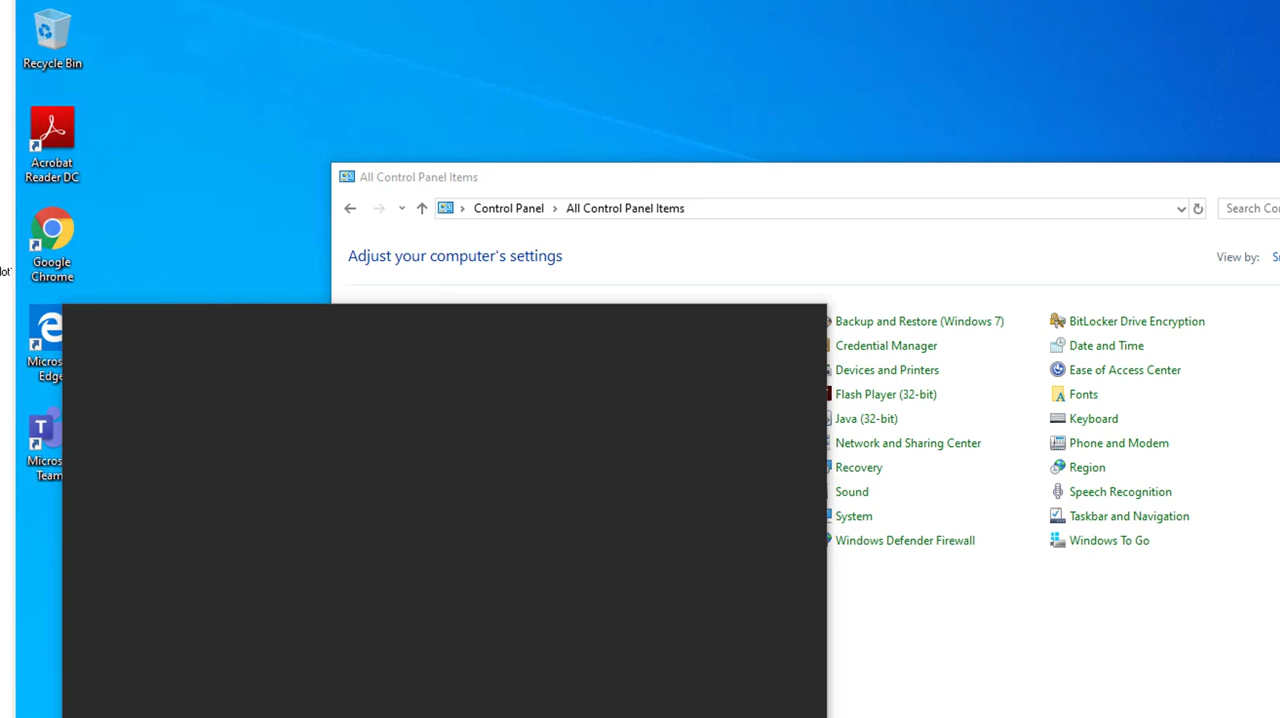 Recycle Bin
Acrobat
Reader DC
Google
Chrome
Micros
Edge
Micros
Team
All Control Panel Items
Control Panel > All Control Panel Items
Search Co
Adjust your computer's settings
View by:
Backup and Restore (Windows 7)
BitLocker Drive Encryption
Credential Manager
Date and Time
Devices and Printers
Ease of Access Center
Flash Player (32-bit)
Fonts
Java (32-bit)
Keyboard
Network and Sharing Center
Phone and Modem
Recovery
Region
Sound
Speech Recognition
System
Taskbar and Navigation
Windows Defender Firewall
Windows To Go